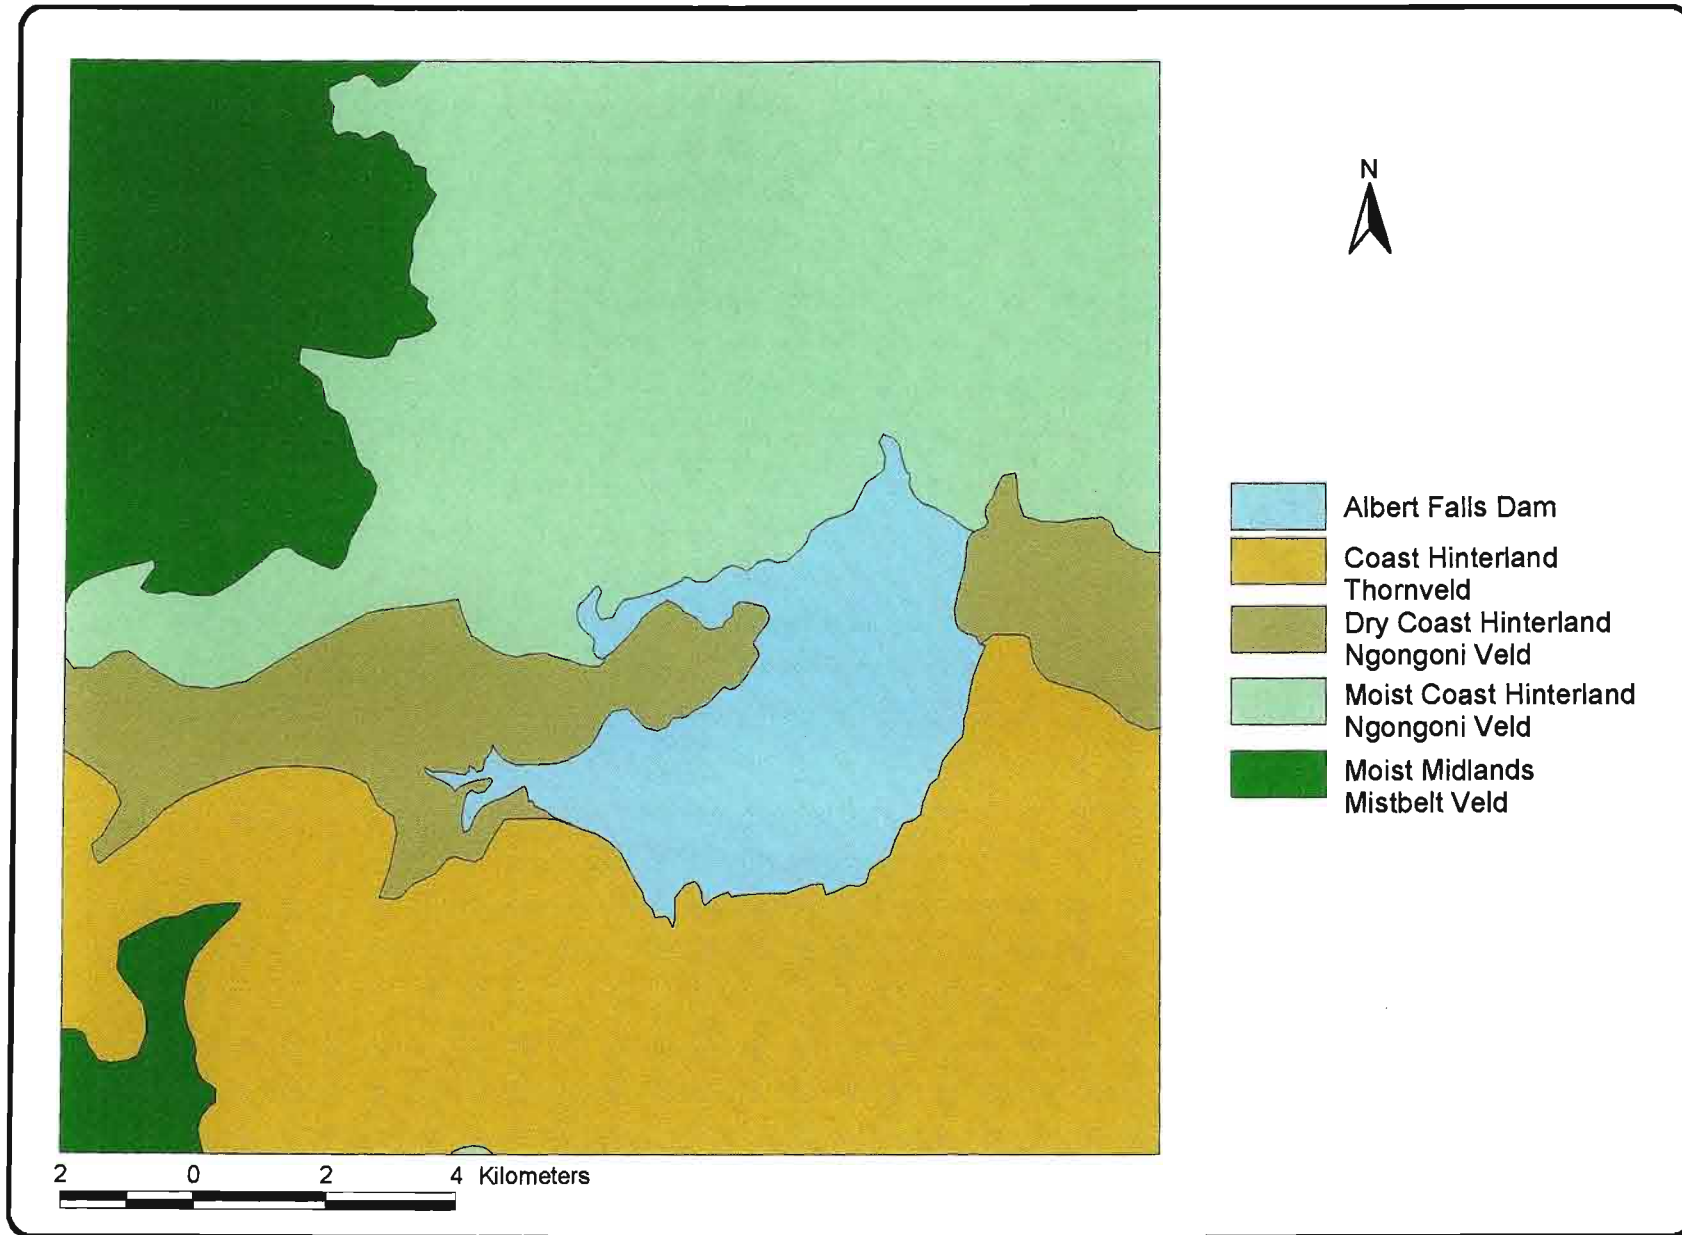 N
Albert Falls Dam
Coast Hinterland
Thornveld
Dry Coast Hinterland
Ngongoni Veld
Moist Coast Hinterland
Ngongoni Veld
Moist Midlands
Mistbelt Veld
2 0 2 4 Kilometers